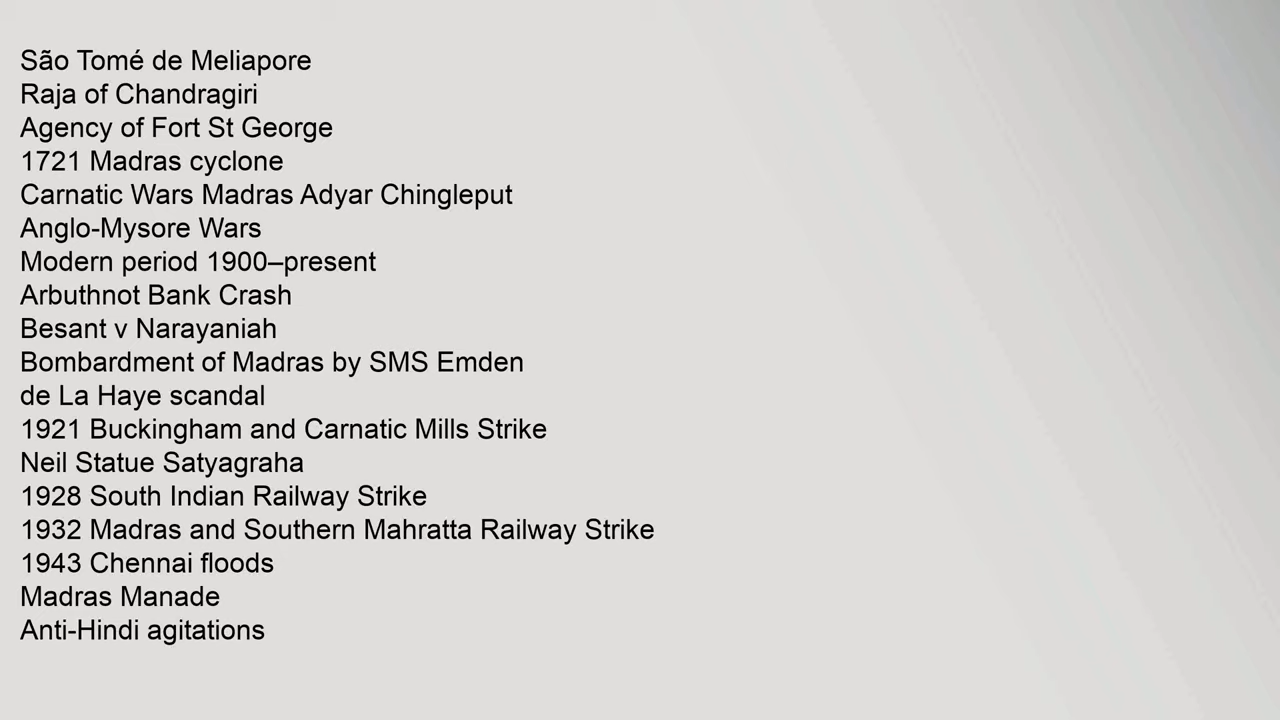 São Tomé de Meliapore
Raja of Chandragiri
Agency of Fort St George
1721 Madras cyclone
Carnatic Wars Madras Adyar Chingleput
Anglo-Mysore Wars
Modern period 1900–present
Arbuthnot Bank Crash
Besant v Narayaniah
Bombardment of Madras by SMS Emden
de La Haye scandal
1921 Buckingham and Carnatic Mills Strike
Neil Statue Satyagraha
1928 South Indian Railway Strike
1932 Madras and Southern Mahratta Railway Strike
1943 Chennai floods
Madras Manade
Anti-Hindi agitations